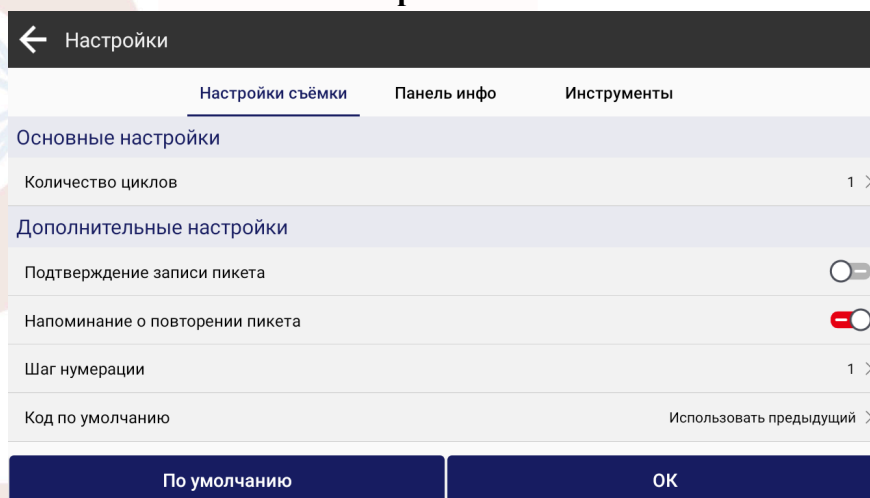 Настройки
Настройки съёмки Панель инфо Инструменты
Основные настройки
Количество циклов 1
Дополнительные настройки
Подтверждение записи пикета
Напоминание о повторении пикета
Шаг нумерации 1
Код по умолчанию Использовать предыдущий
По умолчанию ОК